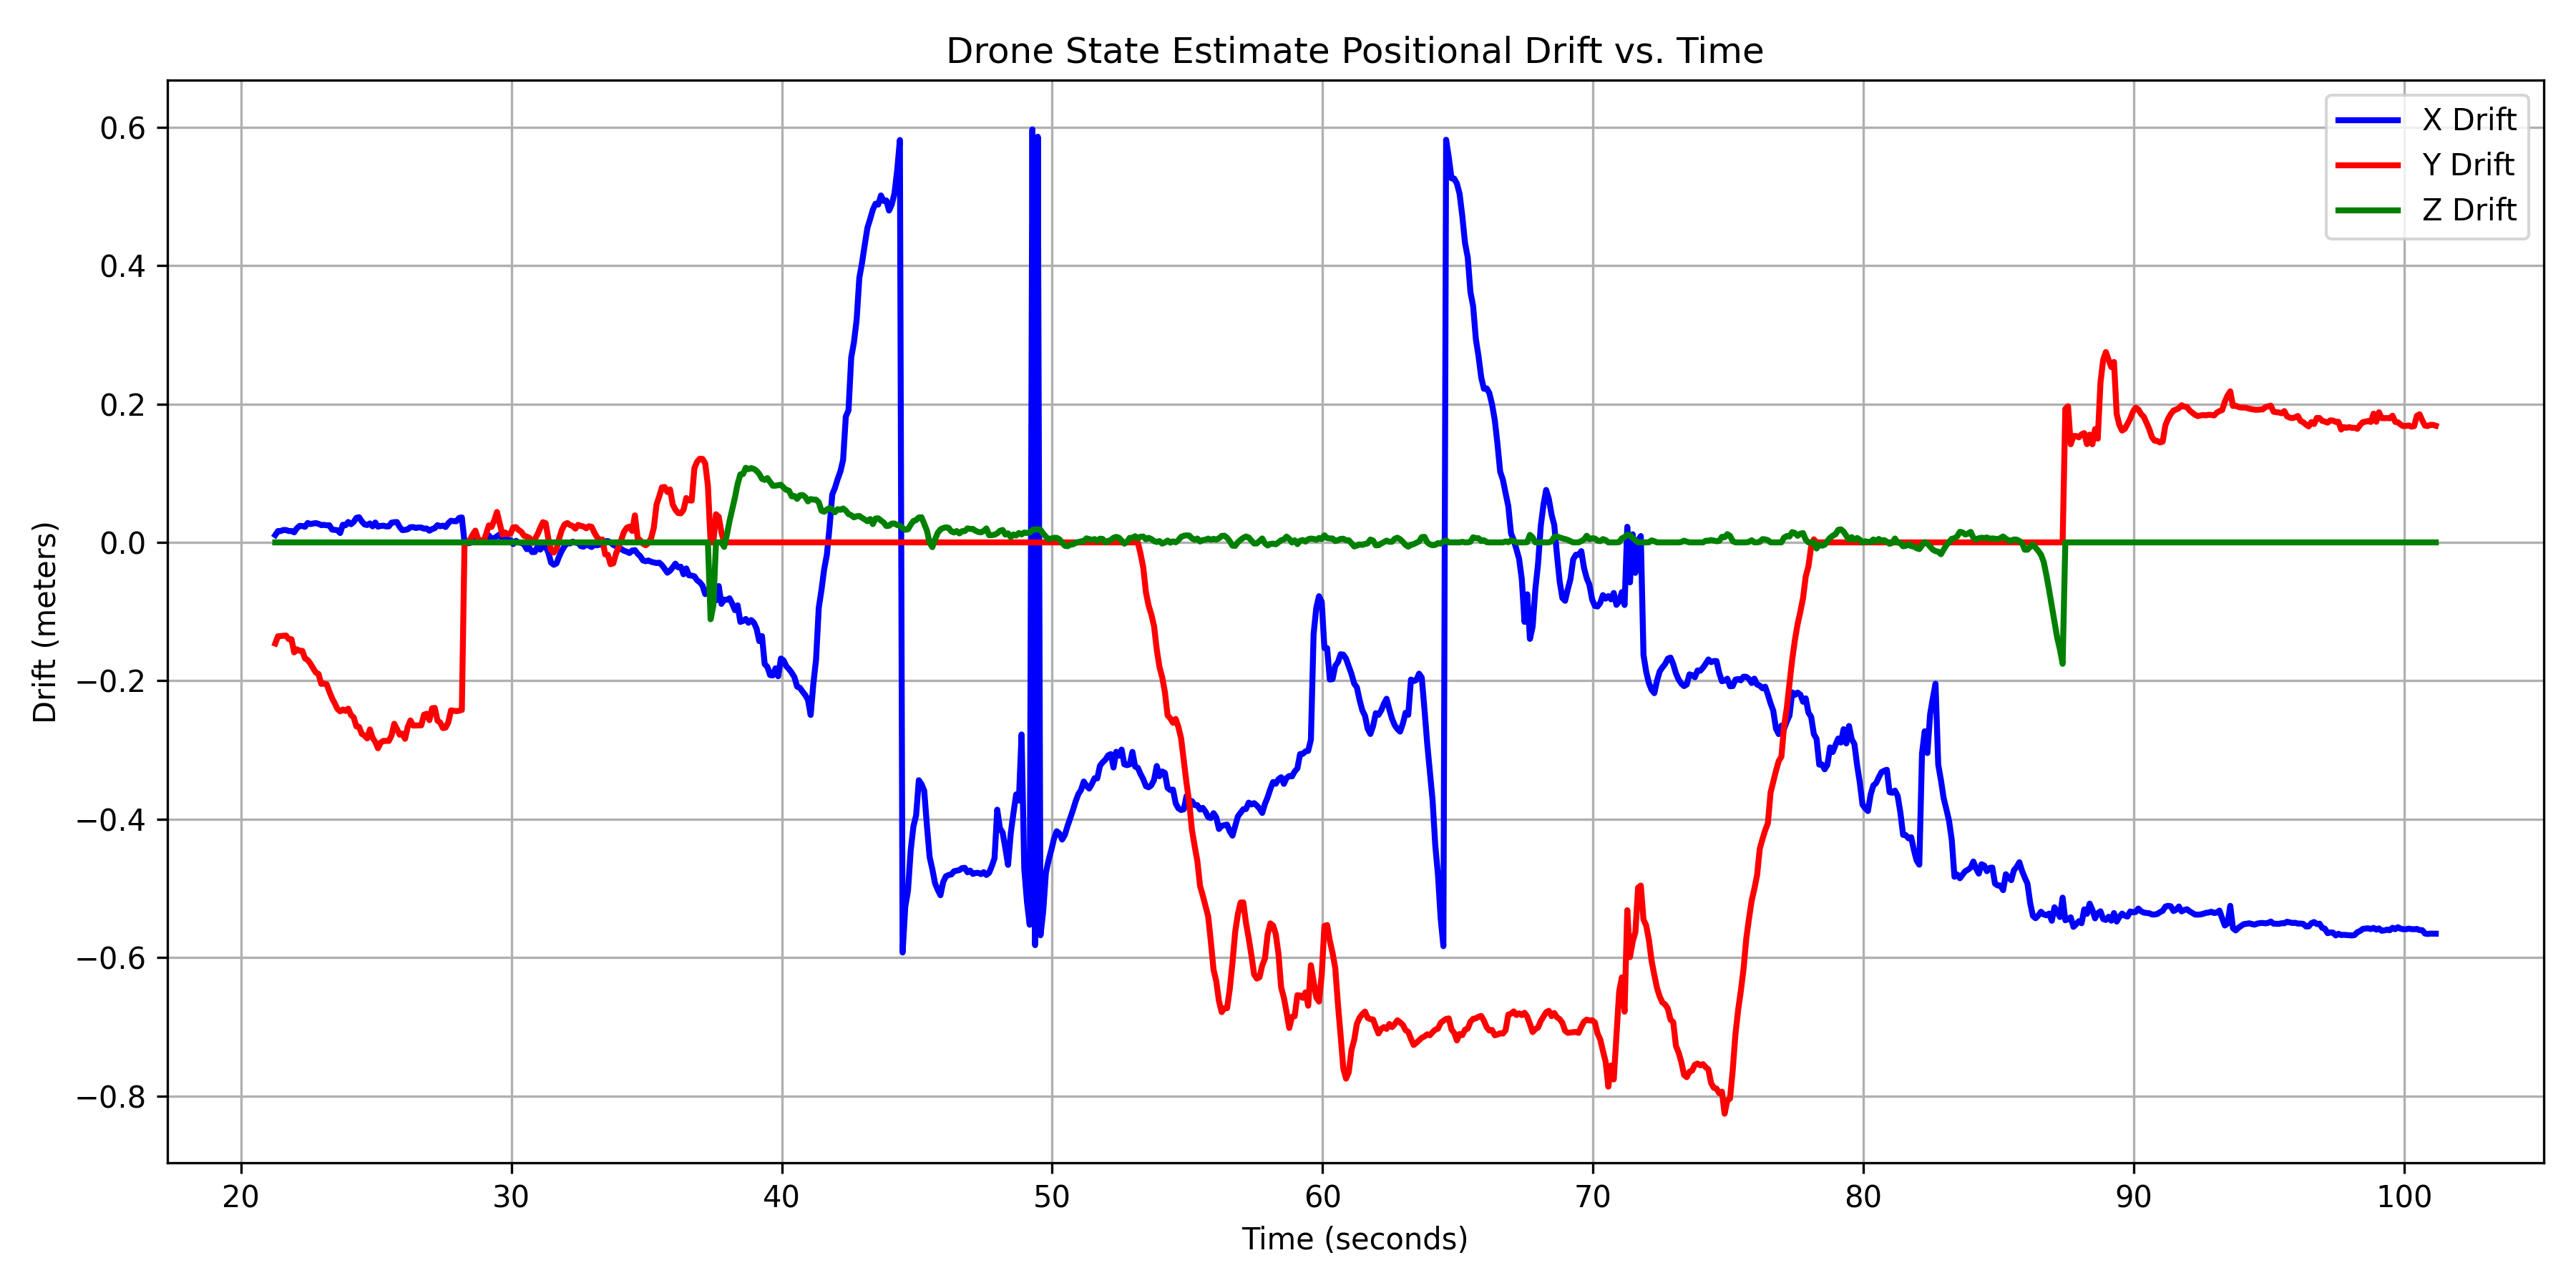 Drone State Estimate Positional Drift vs. Time
X Drift
Y Drift
Z Drift
Drift (meters)
0.6
0.4
0.2
0.0
−0.2
−0.4
−0.6
−0.8
20 30 40 50 60 70 80 90 100
Time (seconds)